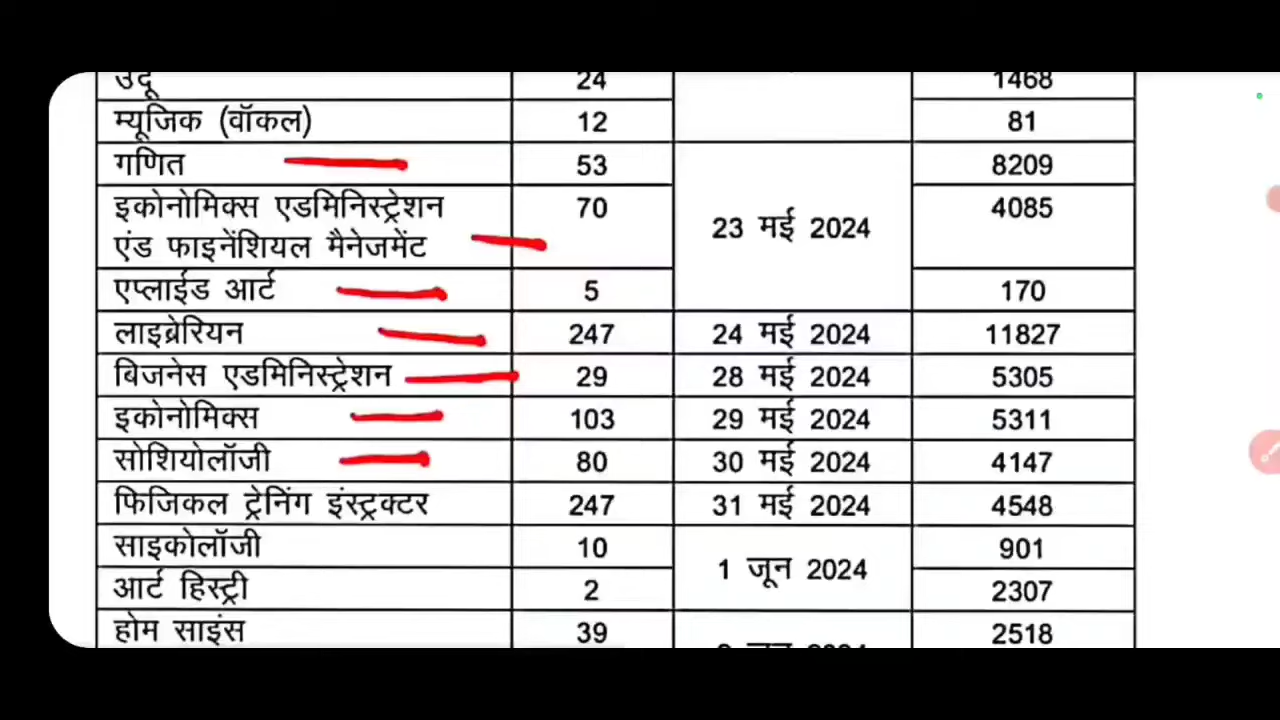 उर्दू 24 1468
म्यूजिक (वॉकल) 12 81
गणित 53 8209
इकोनोमिक्स एडमिनिस्ट्रेशन 70 4085
एंड फाइनेंशियल मैनेजमेंट
23 मई 2024
एप्लाईड आर्ट 5 170
लाइब्रेरियन 247 24 मई 2024 11827
बिजनेस एडमिनिस्ट्रेशन 29 28 मई 2024 5305
इकोनोमिक्स 103 29 मई 2024 5311
सोशियोलॉजी 80 30 मई 2024 4147
फिजिकल ट्रेनिंग इंस्ट्रक्टर 247 31 मई 2024 4548
साइकोलॉजी 10 901
1 जून 2024
आर्ट हिस्ट्री 2 2307
होम साइंस 39 2518